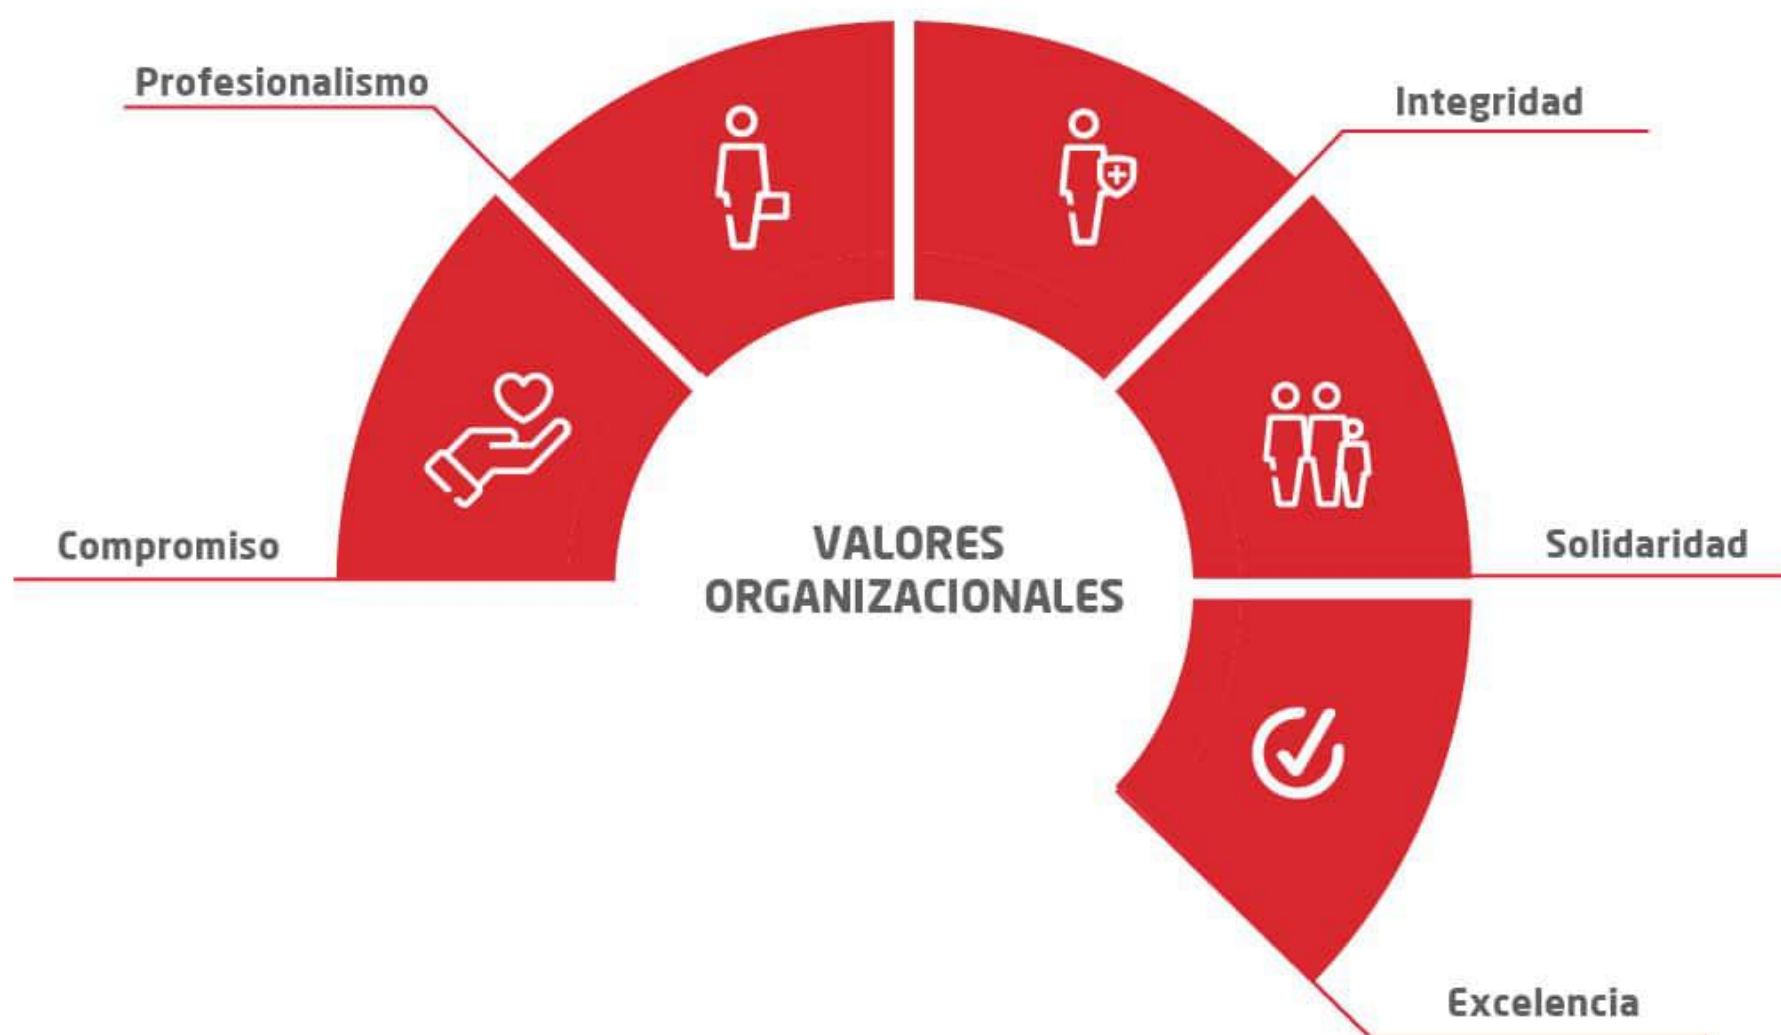 Profesionalismo
Integridad
Compromiso
VALORES
ORGANIZACIONALES
Solidaridad
Excelencia